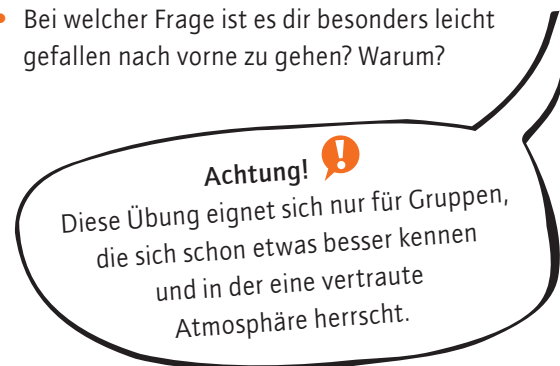 • Bei welcher Frage ist es dir besonders leicht
gefallen nach vorne zu gehen? Warum?
Achtung!
Diese Übung eignet sich nur für Gruppen,
die sich schon etwas besser kennen
und in der eine vertraute
Atmosphäre herrscht.